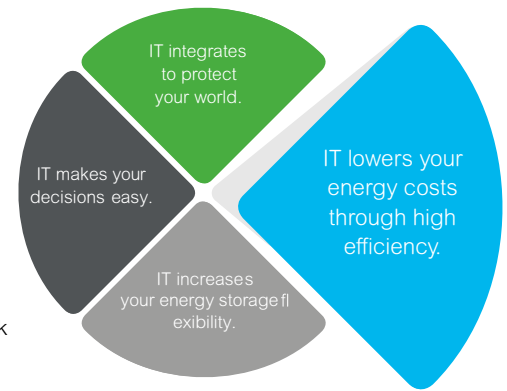 IT integrates
to protect
your world.
IT makes your
decisions easy.
IT lowers your
energy costs
through high
efficiency.
IT increases
your energy storage fl
exibility.
k